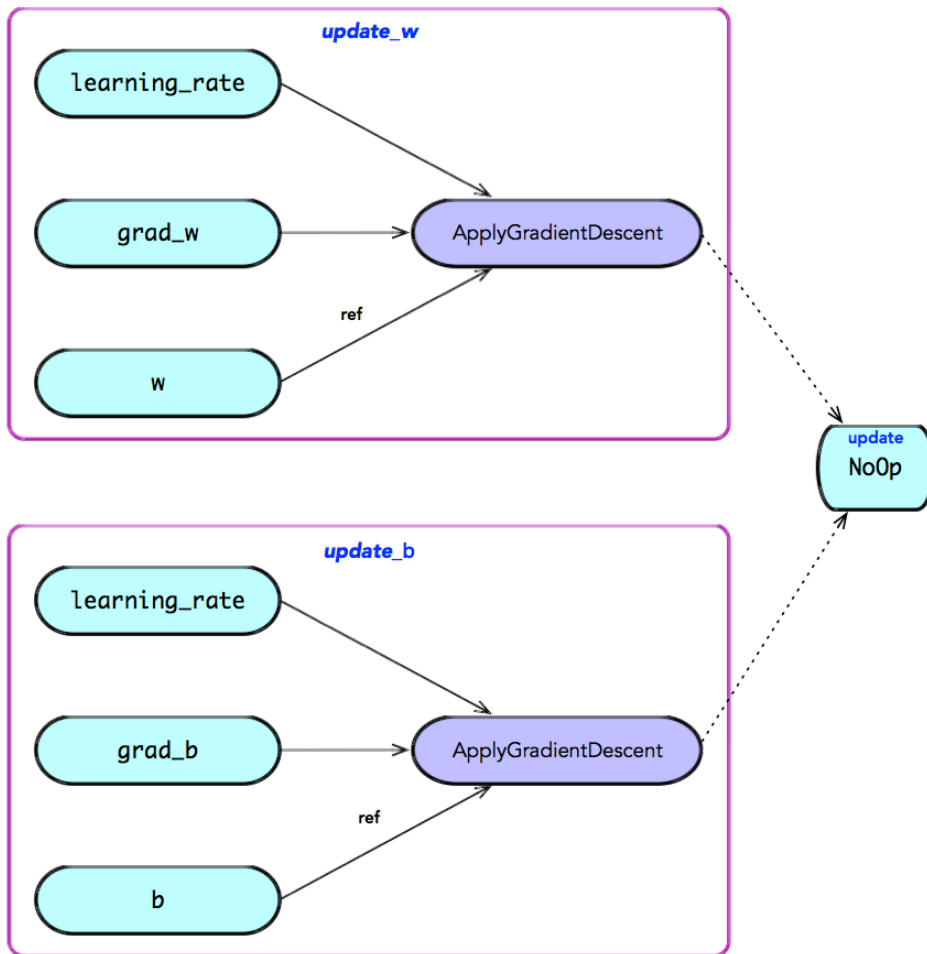 update_w
learning_rate
grad_w
ApplyGradientDescent
ref
w
update
NoOp
update_b
learning_rate
grad_b
ApplyGradientDescent
ref
b